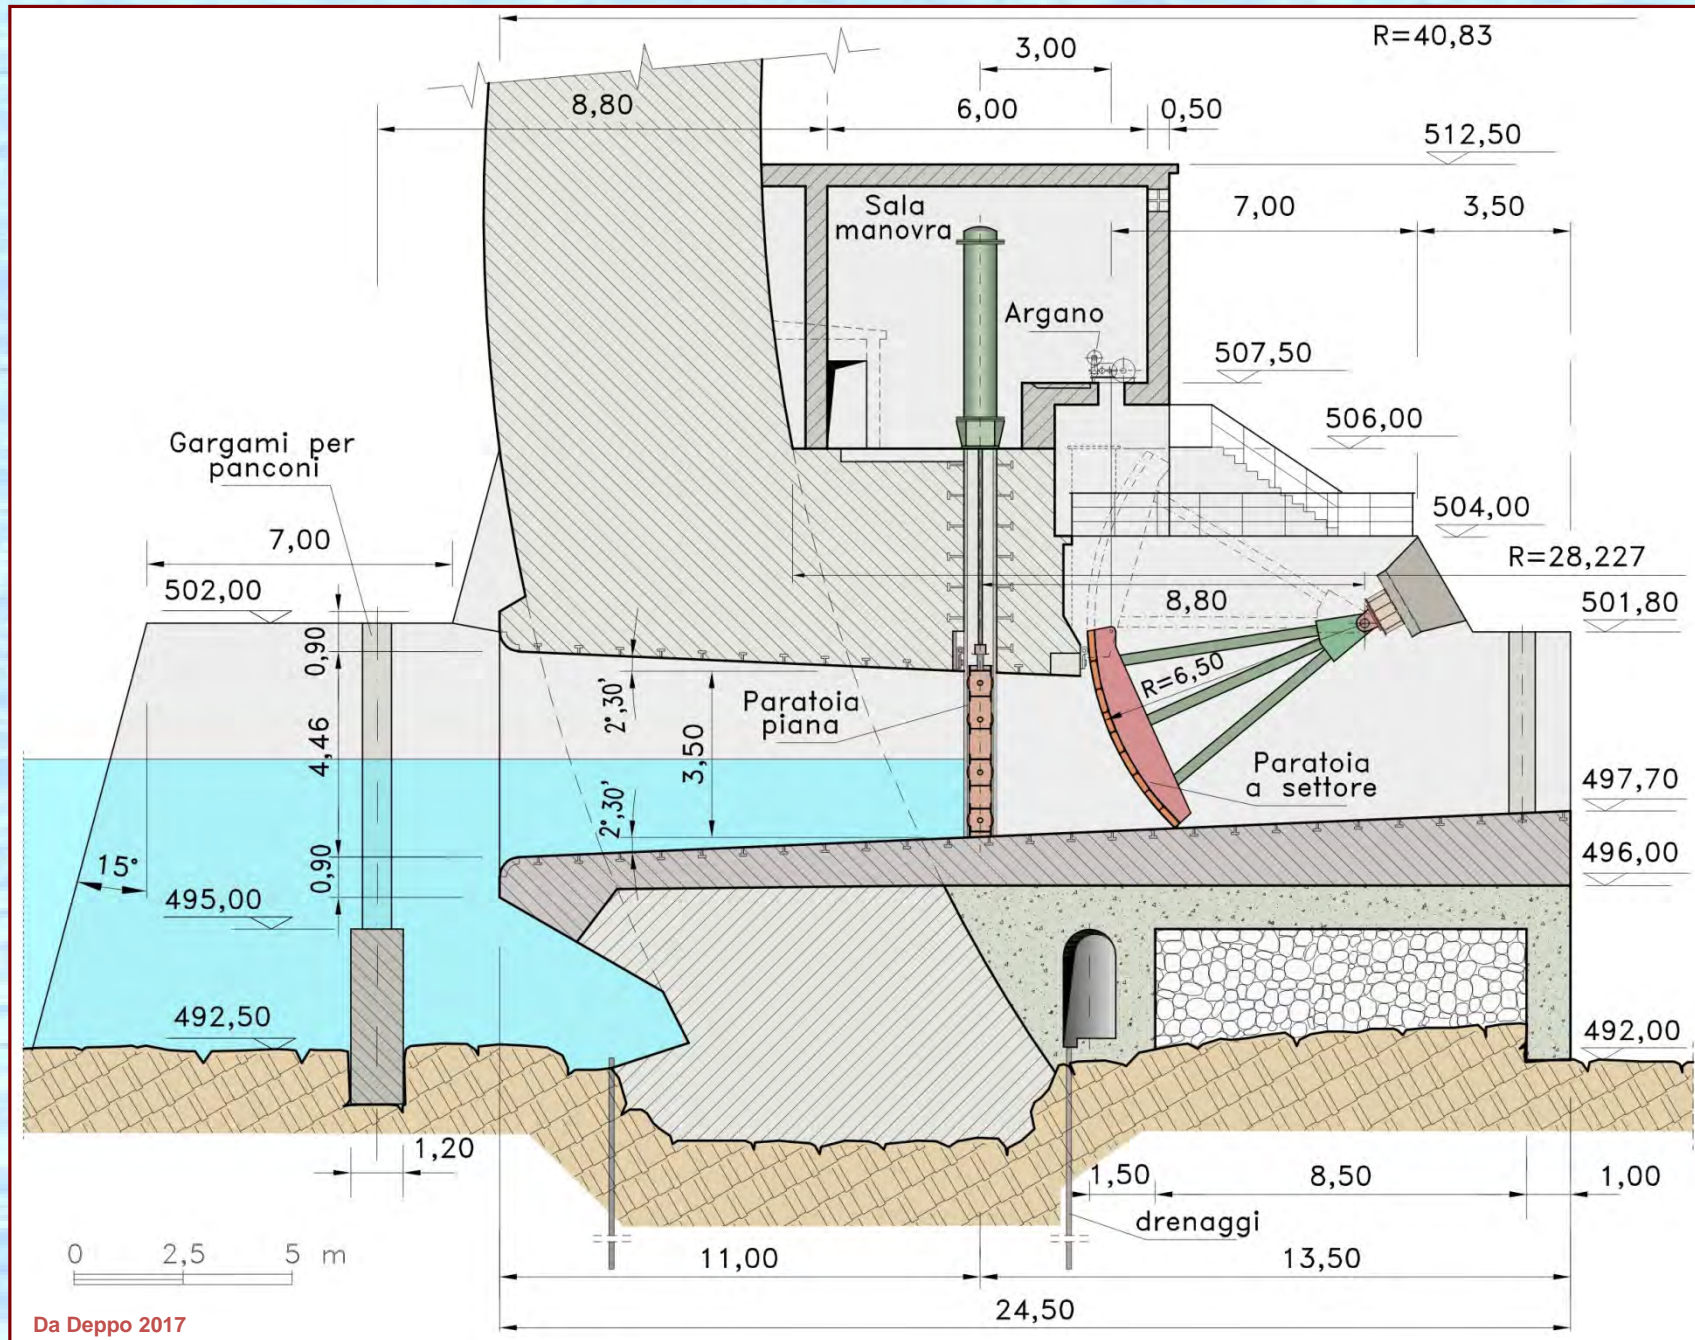 R=40,83
3,00
8,80
6,00
0,50
512,50
Sala
manovra
7,00
3,50
Argano
507,50
506,00
Gargami per
panconi
504,00
7,00
R=28,227
502,00
8,80
501,80
0,90
R=6,50
2°,30'
Paratoia
piana
4,46
3,50
Paratoia
a settore
497,70
2°,30'
15°
0,90
496,00
495,00
492,50
492,00
1,20
1,50
8,50
1,00
drenaggi
0 2,5 5 m
11,00
13,50
24,50
Da Deppo 2017